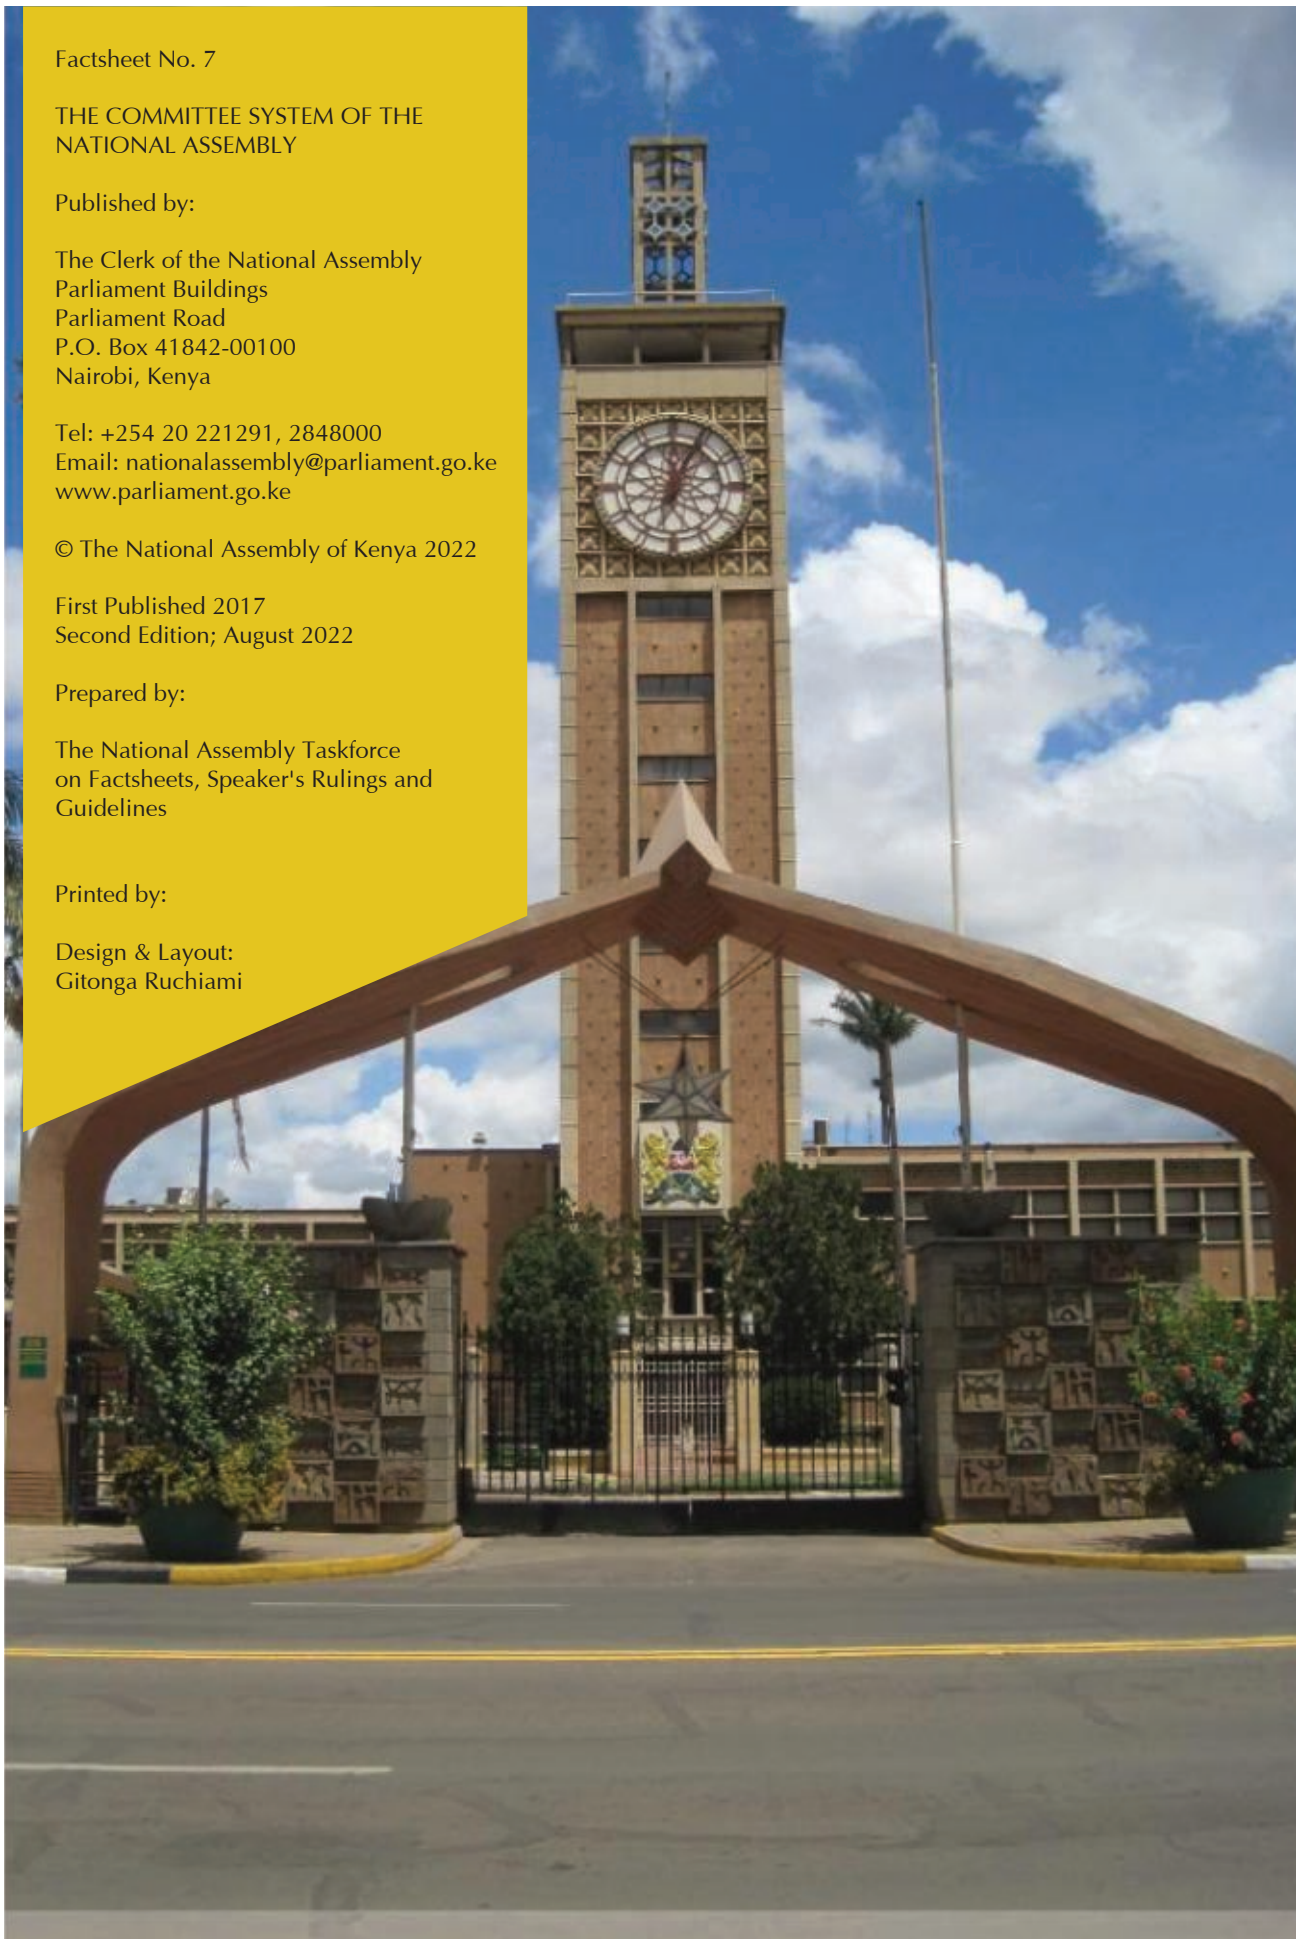 Factsheet No. 7
THE COMMITTEE SYSTEM OF THE
NATIONAL ASSEMBLY
Published by:
The Clerk of the National Assembly
Parliament Buildings
Parliament Road
P.O. Box 41842-00100
Nairobi, Kenya
Tel: +254 20 221291, 2848000
Email: nationalassembly@parliament.go.ke
www.parliament.go.ke
© The National Assembly of Kenya 2022
First Published 2017
Second Edition; August 2022
Prepared by:
The National Assembly Taskforce
on Factsheets, Speaker's Rulings and
Guidelines
Printed by:
Design & Layout:
Gitonga Ruchiami